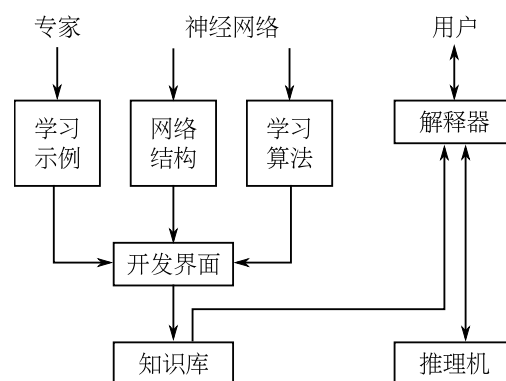 专家
神经网络
用户
学习
示例
网络
结构
学习
算法
解释器
开发界面
知识库
推理机